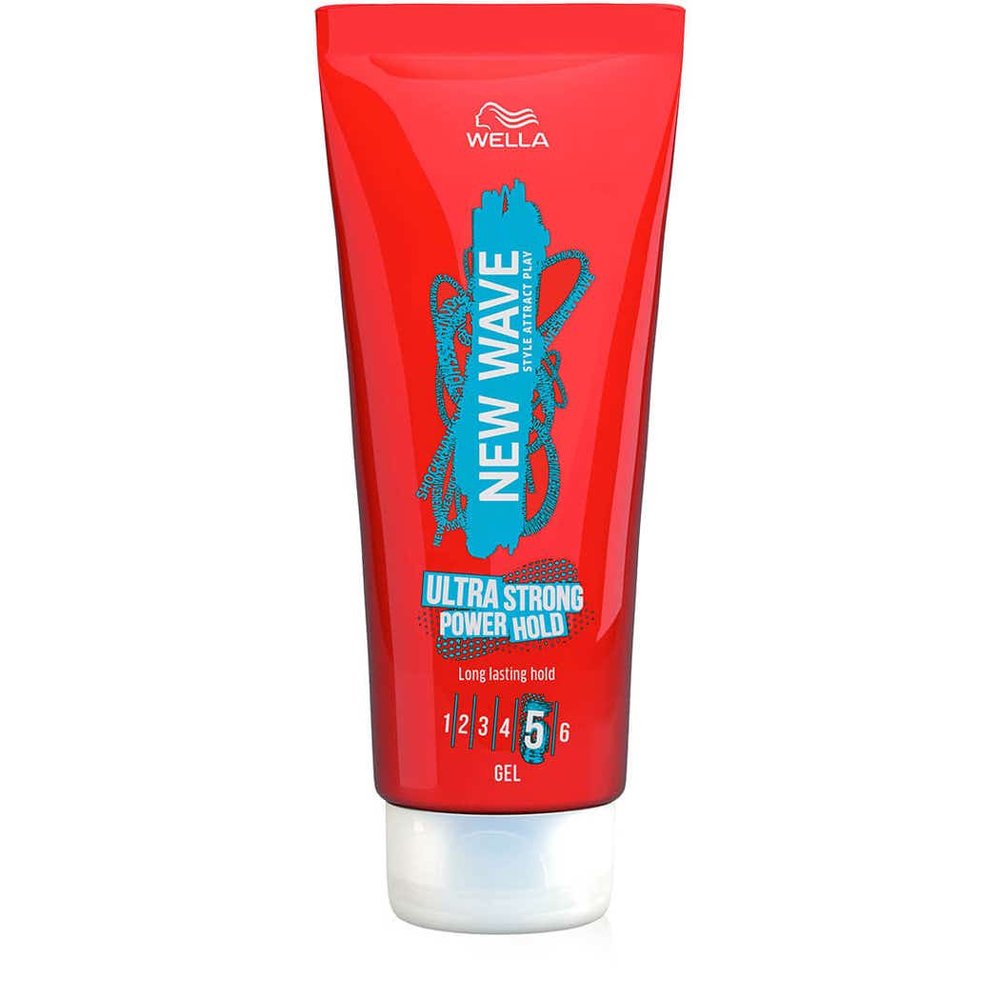 WELLA
NEW WAVE
STYLE ATTRACT PLAY
ULTRA STRONG
POWER HOLD
Long lasting hold
1 2 3 4 5 6
GEL